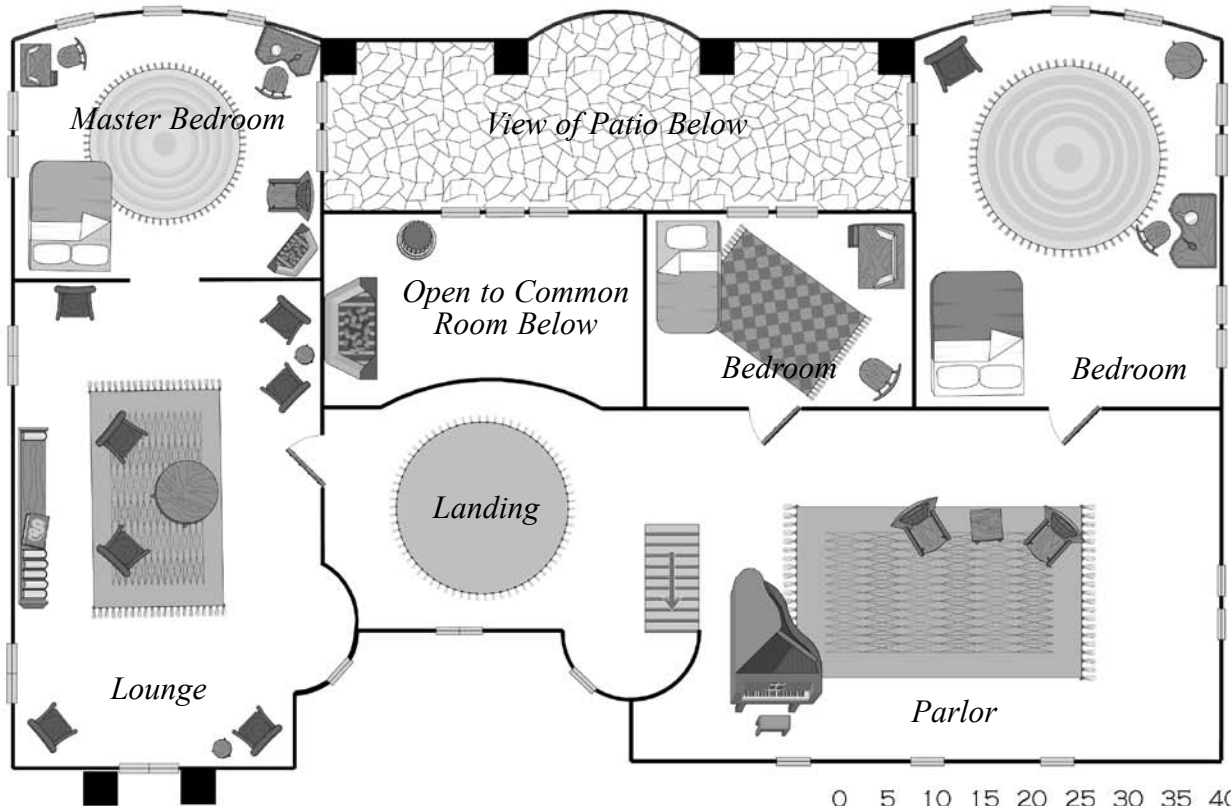 Master Bedroom
View of Patio Below
Open to Common
Room Below
Bedroom
Bedroom
Landing
Lounge
Parlor
0 5 10 15 20 25 30 35 40